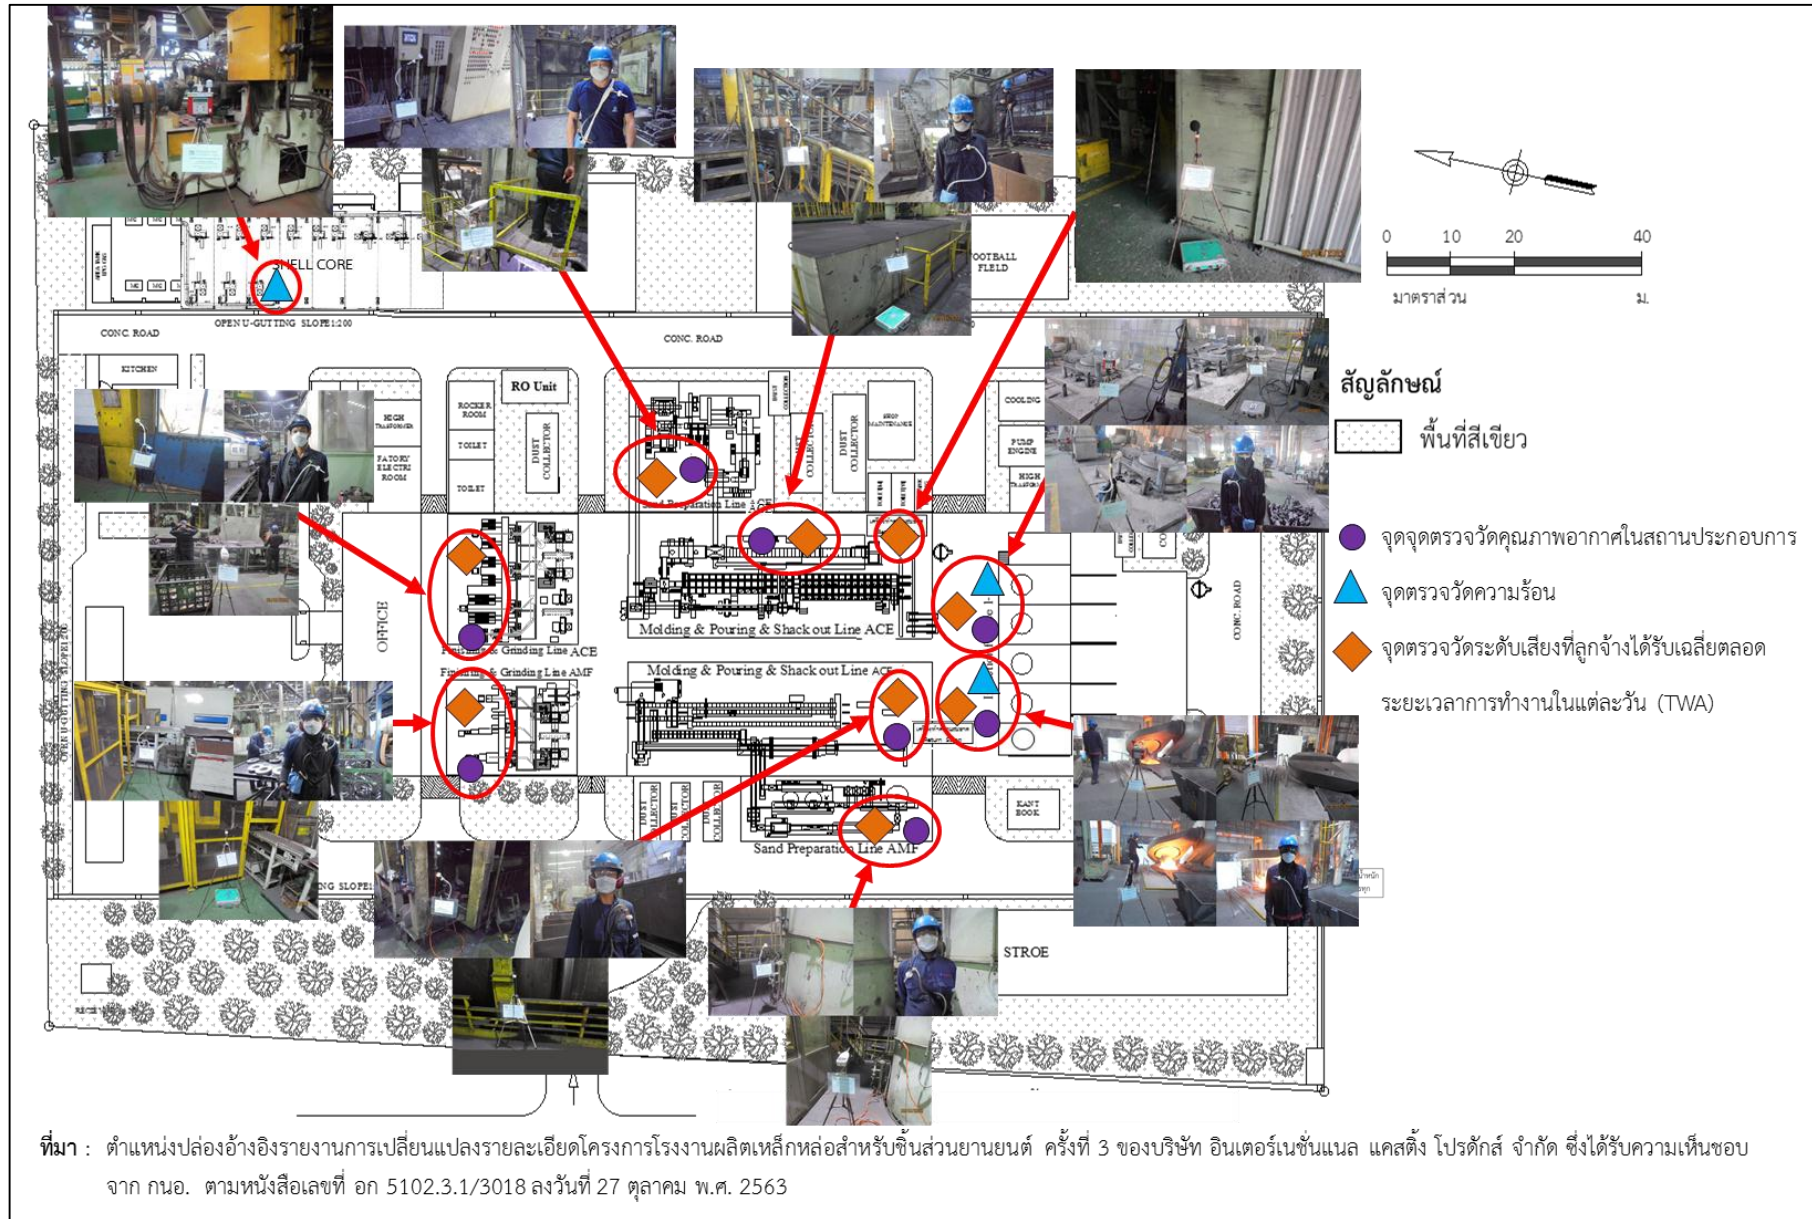 SHELL CORE
FOOTBALL
FLELD
OPEN U-GUTTING SLOPE1:200
CONC. ROAD
CONC. ROAD
KITCHEN
RO Unit
HIGH
TRASFORMER
FATORY
ELECTRI
ROOM
ROCKER
ROOM
TOILET
TOILET
DUST
COLLECTOR
DUST
COLLECTOR
SHOP
MAINTENANCE
COOLING
PUMP
ENGINE
HIGH
Sand Preparation Line ACE
OFFICE
Finishing & Grinding Line ACE
Finishing & Grinding Line AMF
Molding & Pouring & Shack out Line ACE
Molding & Pouring & Shack out Line ACE
CONC. ROAD
OPEN U-GUTTING SLOPE1:200
DUST
COLLECTOR
DUST
COLLECTOR
DUST
COLLECTOR
Sand Preparation Line AMF
KANT
BOOK
STROE
0 10 20 40
มาตราส่วน ม.
สัญลักษณ์
พื้นที่สีเขียว
จุดจุดตรวจวัดคุณภาพอากาศในสถานประกอบการ
จุดตรวจวัดความร้อน
จุดตรวจวัดระดับเสียงที่ลูกจ้างได้รับเฉลี่ยตลอด
ระยะเวลาการทำงานในแต่ละวัน (TWA)
ที่มา : ตำแหน่งปล่องอ้างอิงรายงานการเปลี่ยนแปลงรายละเอียดโครงการโรงงานผลิตเหล็กหล่อสำหรับชิ้นส่วนยานยนต์ ครั้งที่ 3 ของบริษัท อินเตอร์เนชั่นแนล แคสติ้ง โปรดักส์ จำกัด ซึ่งได้รับความเห็นชอบ
จาก กนอ. ตามหนังสือเลขที่ อก 5102.3.1/3018 ลงวันที่ 27 ตุลาคม พ.ศ. 2563